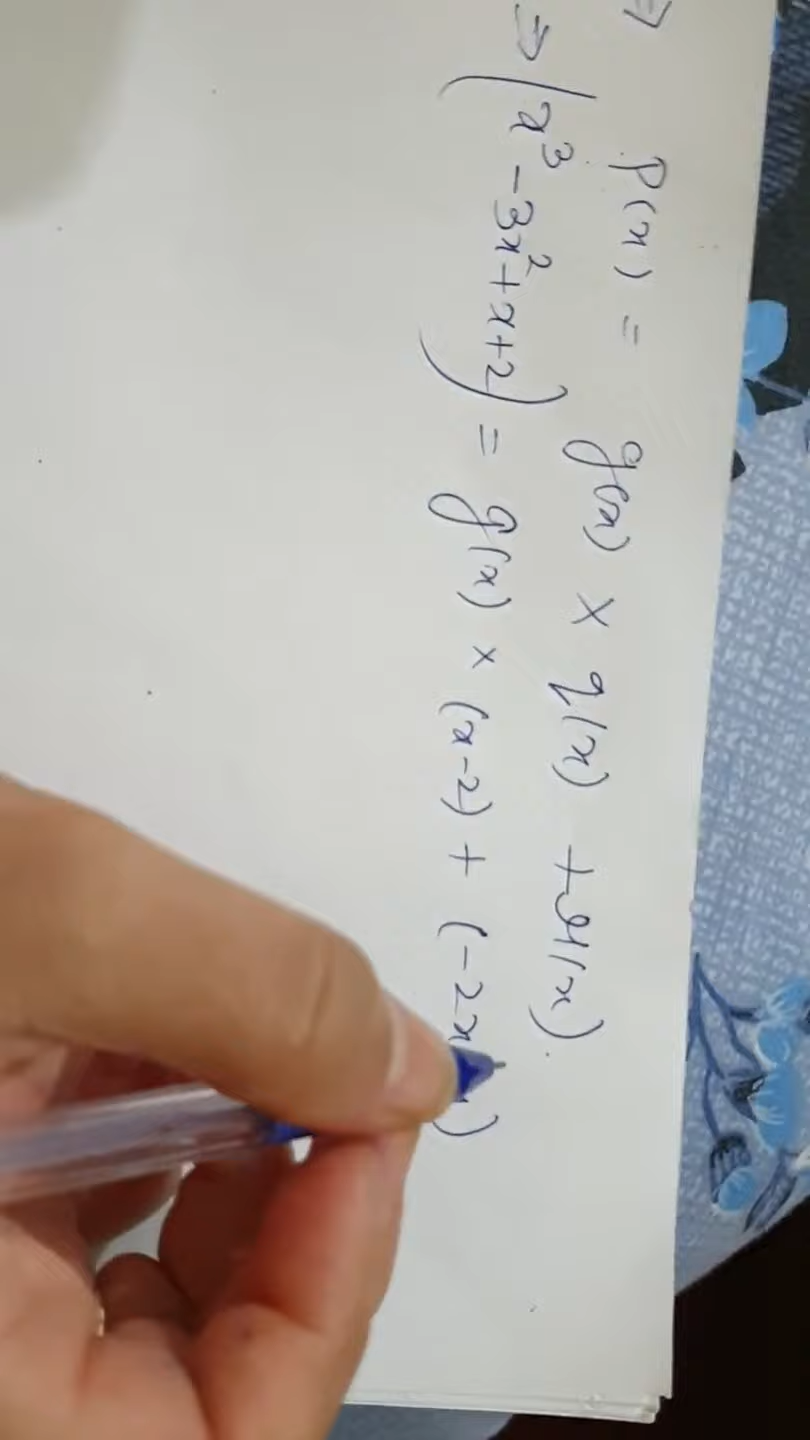 ⇒ p(x) = g(x) × q(x) + r(x).
⇒ (x³ - 3x² + x + 2) = g(x) × (x-2) + (-2x )